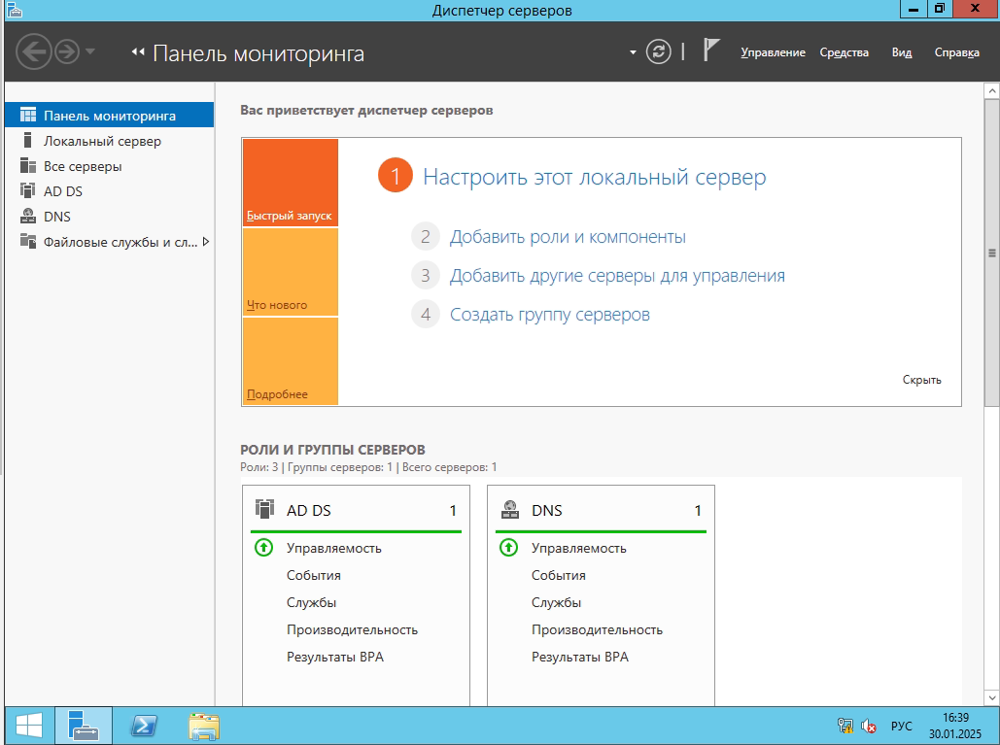 Диспетчер серверов
Панель мониторинга
Управление Средства Вид Справка
Панель мониторинга
Локальный сервер
Все серверы
AD DS
DNS
Файловые службы и сл...
Вас приветствует диспетчер серверов
Быстрый запуск
Что нового
Подробнее
1 Настроить этот локальный сервер
2 Добавить роли и компоненты
3 Добавить другие серверы для управления
4 Создать группу серверов
Скрыть
РОЛИ И ГРУППЫ СЕРВЕРОВ
Роли: 3 | Группы серверов: 1 | Всего серверов: 1
AD DS 1
Управляемость
События
Службы
Производительность
Результаты BPA
DNS 1
Управляемость
События
Службы
Производительность
Результаты BPA
РУС
16:39
30.01.2025